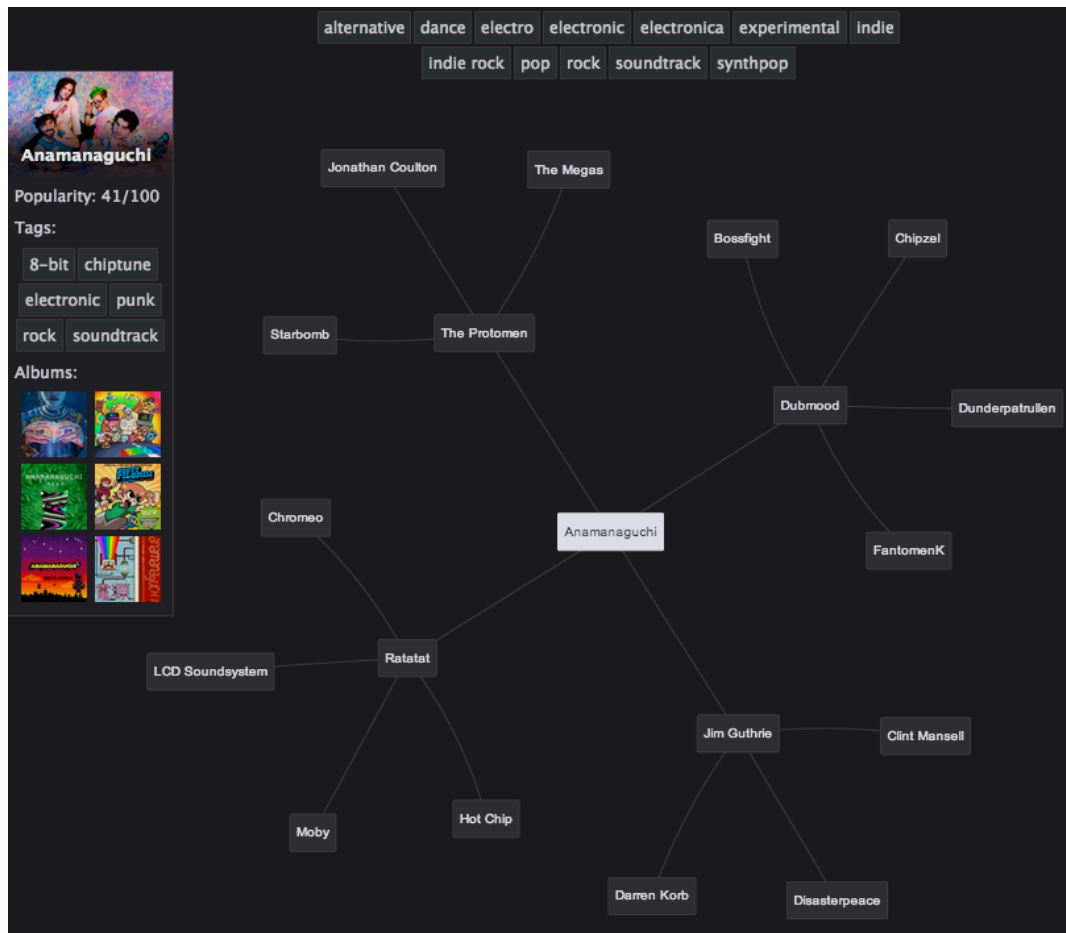 alternative dance electro electronic electronica experimental indie
indie rock pop rock soundtrack synthpop
Anamanaguchi
Popularity: 41/100
Tags:
8-bit chiptune
electronic punk
rock soundtrack
Albums:
Jonathan Coulton
The Megas
Bossfight
Chipzel
Starbomb
The Protomen
Dubmood
Dunderpatrullen
Chromeo
Anamanaguchi
FantomenK
LCD Soundsystem
Ratatat
Jim Guthrie
Clint Mansell
Moby
Hot Chip
Darren Korb
Disasterpeace